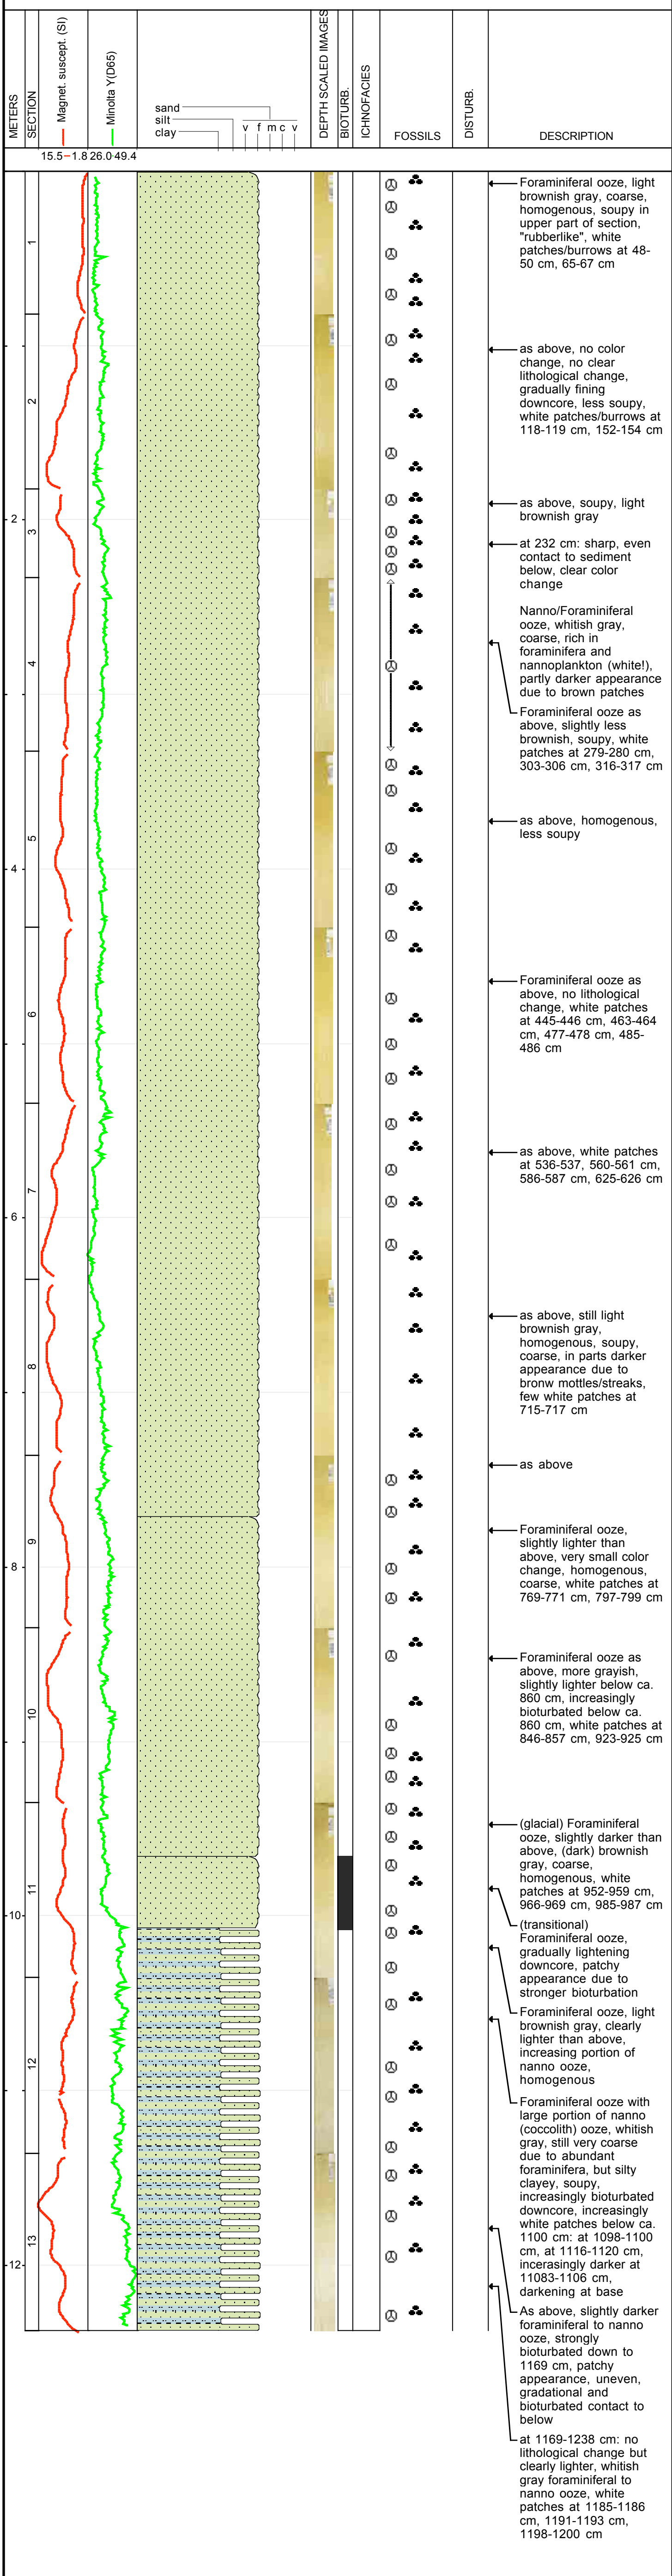 METERS
SECTION
Magnet. suscept. (SI)
Minolta Y(D65)
sand
silt
clay
v f m c v
DEPTH SCALED IMAGES
BIOTURB.
ICHNOFACIES
FOSSILS
DISTURB.
DESCRIPTION
15.5 1.8 26.0 49.4
Foraminiferal ooze, light
brownish gray, coarse,
homogenous, soupy in
upper part of section,
"rubberlike", white
patches/burrows at 48-
50 cm, 65-67 cm
1
as above, no color
change, no clear
lithological change,
gradually fining
downcore, less soupy,
white patches/burrows at
118-119 cm, 152-154 cm
2
as above, soupy, light
brownish gray
2
3
at 232 cm: sharp, even
contact to sediment
below, clear color
change
Nanno/Foraminiferal
ooze, whitish gray,
coarse, rich in
foraminifera and
nannoplankton (white!),
partly darker appearance
due to brown patches
4
Foraminiferal ooze as
above, slightly less
brownish, soupy, white
patches at 279-280 cm,
303-306 cm, 316-317 cm
as above, homogenous,
less soupy
5
4
Foraminiferal ooze as
above, no lithological
change, white patches
at 445-446 cm, 463-464
cm, 477-478 cm, 485-
486 cm
6
as above, white patches
at 536-537, 560-561 cm,
586-587 cm, 625-626 cm
7
6
as above, still light
brownish gray,
homogenous, soupy,
coarse, in parts darker
appearance due to
bronw mottles/streaks,
few white patches at
715-717 cm
8
as above
Foraminiferal ooze,
slightly lighter than
above, very small color
change, homogenous,
coarse, white patches at
769-771 cm, 797-799 cm
9
8
Foraminiferal ooze as
above, more grayish,
slightly lighter below ca.
860 cm, increasingly
bioturbated below ca.
860 cm, white patches at
846-857 cm, 923-925 cm
10
(glacial) Foraminiferal
ooze, slightly darker than
above, (dark) brownish
gray, coarse,
homogenous, white
patches at 952-959 cm,
966-969 cm, 985-987 cm
11
10
(transitional)
Foraminiferal ooze,
gradually lightening
downcore, patchy
appearance due to
stronger bioturbation
Foraminiferal ooze, light
brownish gray, clearly
lighter than above,
increasing portion of
nanno ooze,
homogenous
12
Foraminiferal ooze with
large portion of nanno
(coccolith) ooze, whitish
gray, still very coarse
due to abundant
foraminifera, but silty
clayey, soupy,
increasingly bioturbated
downcore, increasingly
white patches below ca.
1100 cm: at 1098-1100
cm, at 1116-1120 cm,
incerasingly darker at
11083-1106 cm,
darkening at base
13
12
As above, slightly darker
foraminiferal to nanno
ooze, strongly
bioturbated down to
1169 cm, patchy
appearance, uneven,
gradational and
bioturbated contact to
below
at 1169-1238 cm: no
lithological change but
clearly lighter, whitish
gray foraminiferal to
nanno ooze, white
patches at 1185-1186
cm, 1191-1193 cm,
1198-1200 cm